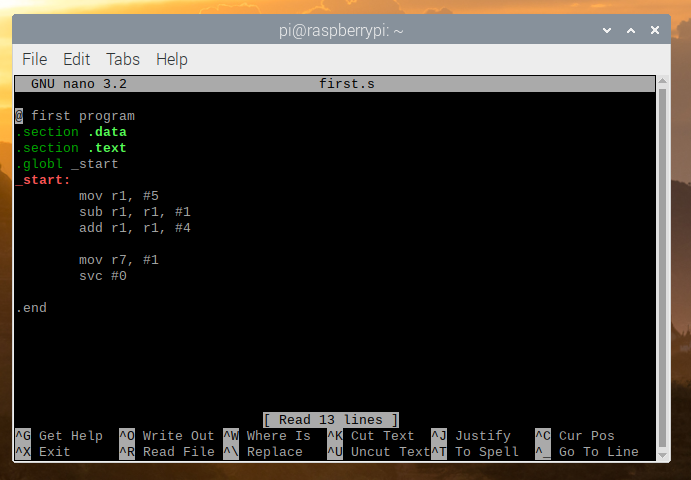 pi@raspberrypi: ~
File Edit Tabs Help
GNU nano 3.2 first.s
@ first program
.section .data
.section .text
.globl _start
_start:
mov r1, #5
sub r1, r1, #1
add r1, r1, #4
mov r7, #1
svc #0
.end
[ Read 13 lines ]
^G Get Help ^O Write Out ^W Where Is ^K Cut Text ^J Justify ^C Cur Pos
^X Exit ^R Read File ^\ Replace ^U Uncut Text ^T To Spell ^_ Go To Line